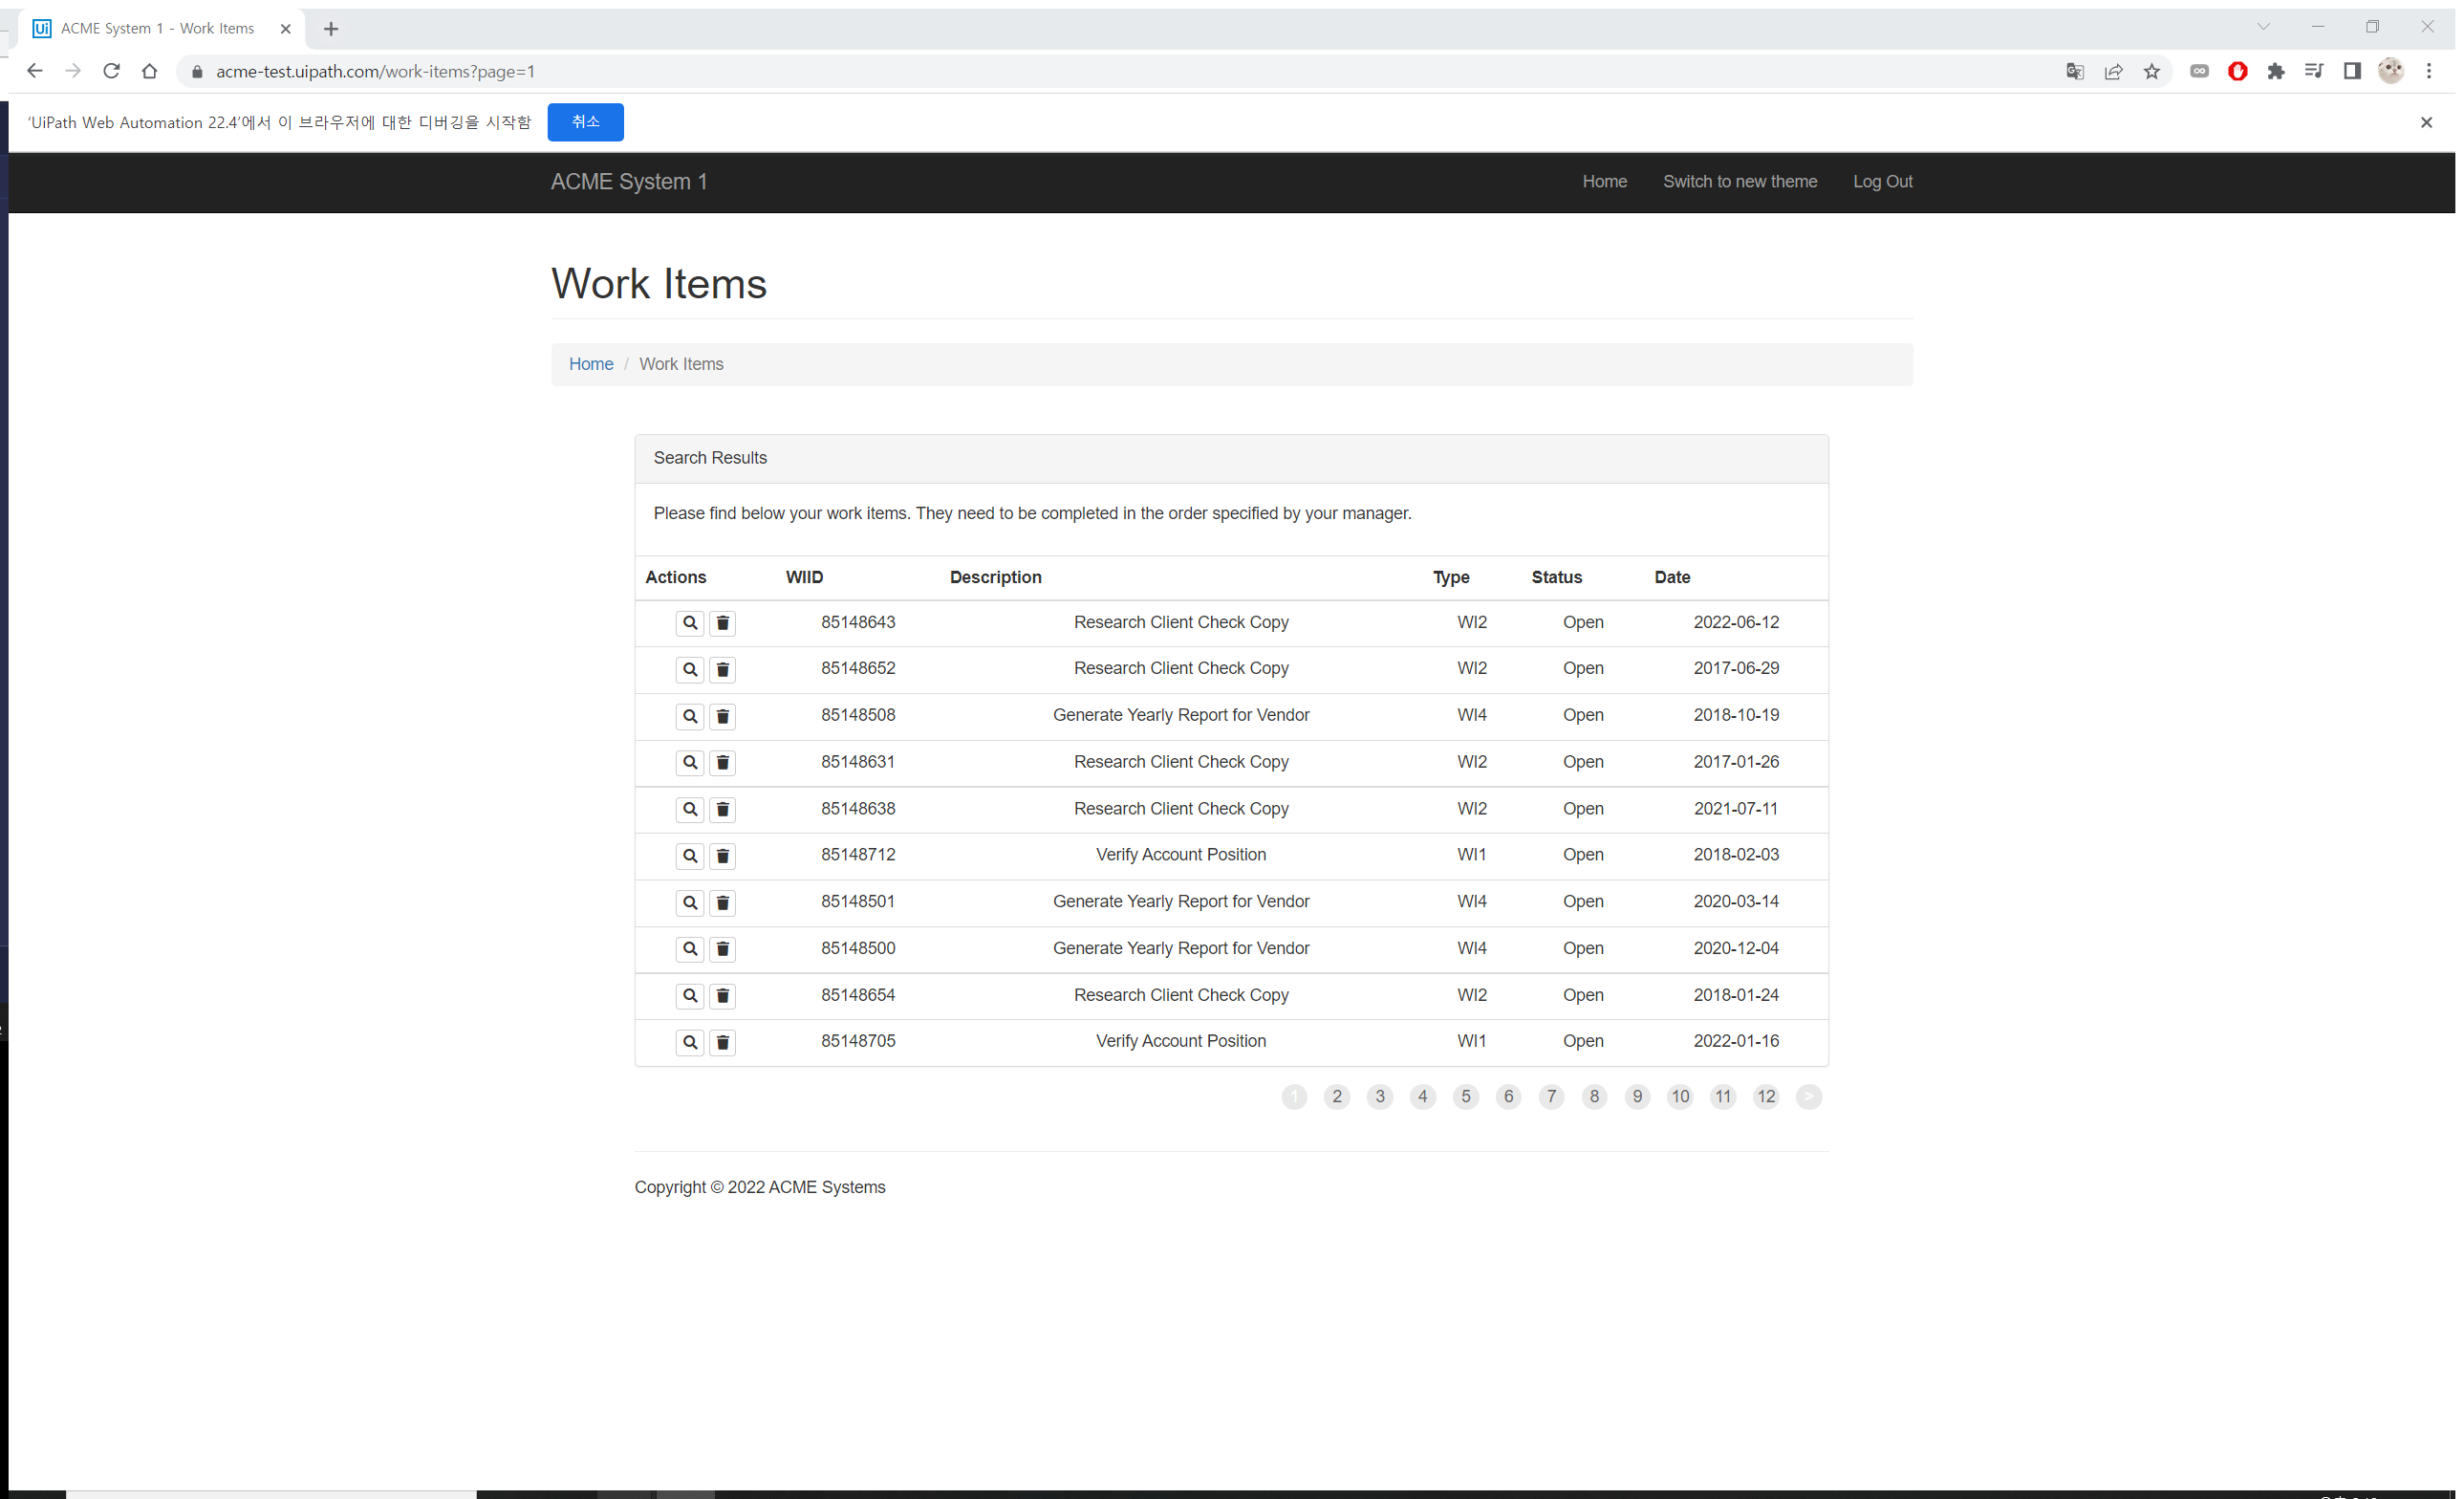 ACME System 1 - Work Items
acme-test.uipath.com/work-items?page=1
'UiPath Web Automation 22.4'에서 이 브라우저에 대한 디버깅을 시작함 취소
ACME System 1 Home Switch to new theme Log Out
Work Items
Home / Work Items
Search Results
Please find below your work items. They need to be completed in the order specified by your manager.
Actions WIID Description Type Status Date
85148643 Research Client Check Copy WI2 Open 2022-06-12
85148652 Research Client Check Copy WI2 Open 2017-06-29
85148508 Generate Yearly Report for Vendor WI4 Open 2018-10-19
85148631 Research Client Check Copy WI2 Open 2017-01-26
85148638 Research Client Check Copy WI2 Open 2021-07-11
85148712 Verify Account Position WI1 Open 2018-02-03
85148501 Generate Yearly Report for Vendor WI4 Open 2020-03-14
85148500 Generate Yearly Report for Vendor WI4 Open 2020-12-04
85148654 Research Client Check Copy WI2 Open 2018-01-24
85148705 Verify Account Position WI1 Open 2022-01-16
1 2 3 4 5 6 7 8 9 10 11 12 >
Copyright © 2022 ACME Systems